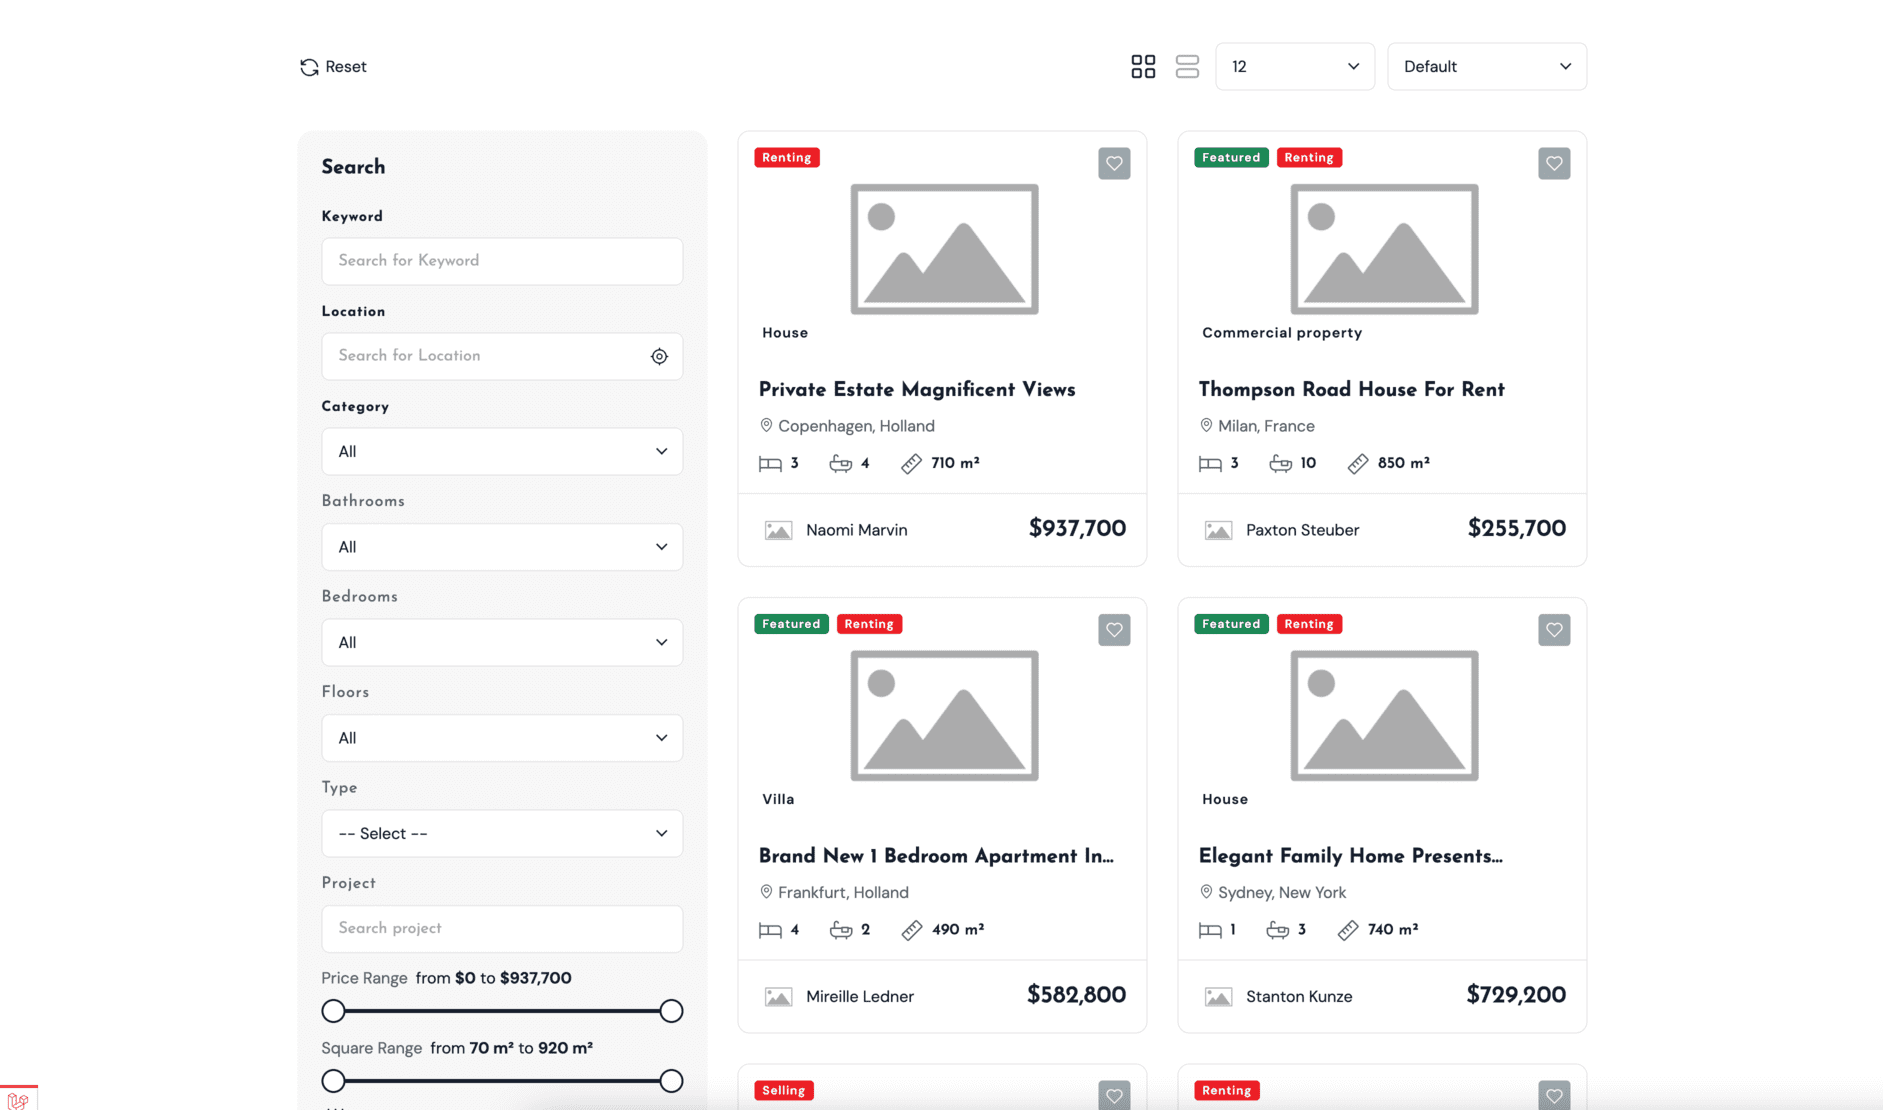 Reset
12
Default
Search
Keyword
Search for Keyword
Location
Search for Location
Category
All
Bathrooms
All
Bedrooms
All
Floors
All
Type
-- Select --
Project
Search project
Price Range from $0 to $937,700
Square Range from 70 m² to 920 m²
Renting
House
Private Estate Magnificent Views
Copenhagen, Holland
3 4 710 m²
Naomi Marvin $937,700
Featured Renting
Commercial property
Thompson Road House For Rent
Milan, France
3 10 850 m²
Paxton Steuber $255,700
Featured Renting
Villa
Brand New 1 Bedroom Apartment In...
Frankfurt, Holland
4 2 490 m²
Mireille Ledner $582,800
Featured Renting
House
Elegant Family Home Presents...
Sydney, New York
1 3 740 m²
Stanton Kunze $729,200
Selling
Renting